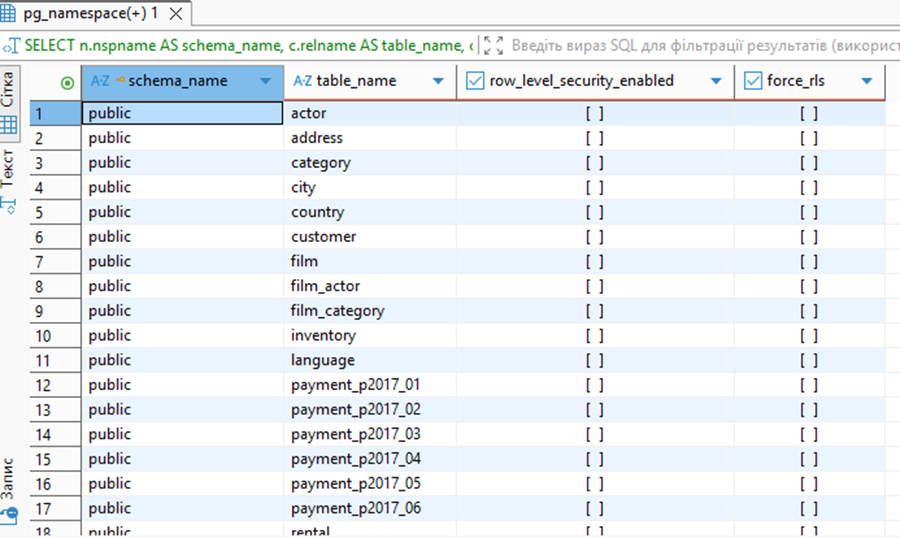 pg_namespace(+) 1
SELECT n.nspname AS schema_name, c.relname AS table_name, c Введіть вираз SQL для фільтрації результатів (використ
Сітка
Текст
Запис
A-Z schema_name A-Z table_name row_level_security_enabled force_rls
1 public actor [ ] [ ]
2 public address [ ] [ ]
3 public category [ ] [ ]
4 public city [ ] [ ]
5 public country [ ] [ ]
6 public customer [ ] [ ]
7 public film [ ] [ ]
8 public film_actor [ ] [ ]
9 public film_category [ ] [ ]
10 public inventory [ ] [ ]
11 public language [ ] [ ]
12 public payment_p2017_01 [ ] [ ]
13 public payment_p2017_02 [ ] [ ]
14 public payment_p2017_03 [ ] [ ]
15 public payment_p2017_04 [ ] [ ]
16 public payment_p2017_05 [ ] [ ]
17 public payment_p2017_06 [ ] [ ]
18 public rental [ ] [ ]